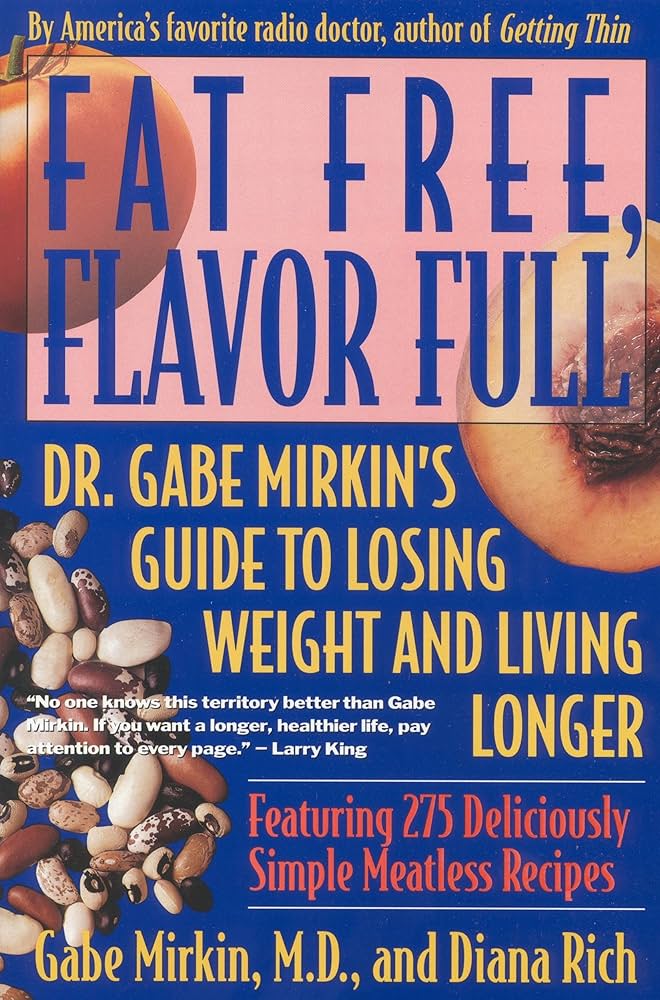 By America's favorite radio doctor, author of Getting Thin
FAT FREE,
FLAVOR FULL
DR. GABE MIRKIN'S
GUIDE TO LOSING
WEIGHT AND LIVING
LONGER
“No one knows this territory better than Gabe
Mirkin. If you want a longer, healthier life, pay
attention to every page.” – Larry King
Featuring 275 Deliciously
Simple Meatless Recipes
Gabe Mirkin, M.D., and Diana Rich